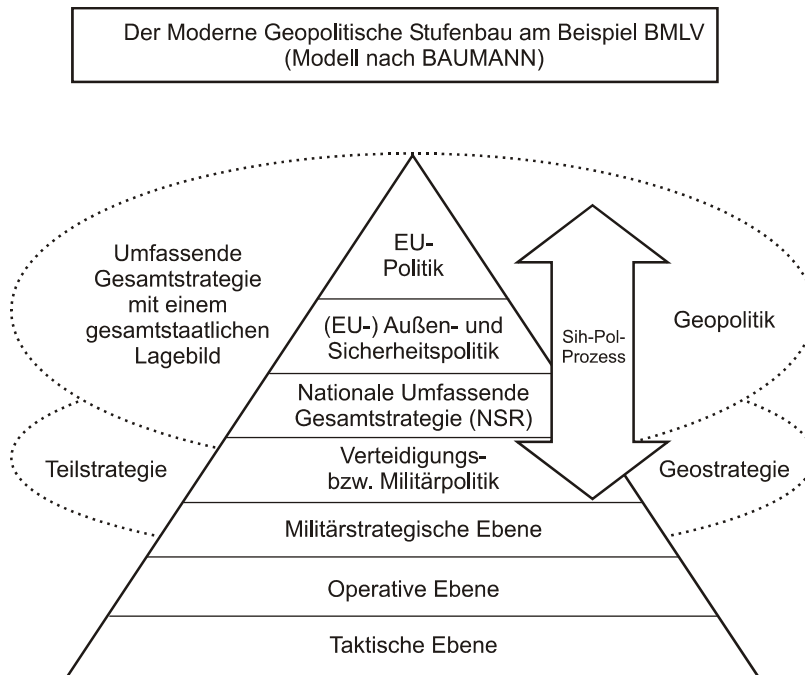 Der Moderne Geopolitische Stufenbau am Beispiel BMLV
(Modell nach BAUMANN)
Umfassende
Gesamtstrategie
mit einem
gesamtstaatlichen
Lagebild
EU-
Politik
(EU-) Außen- und
Sicherheitspolitik
Sih-Pol-
Prozess
Geopolitik
Nationale Umfassende
Gesamtstrategie (NSR)
Teilstrategie
Verteidigungs-
bzw. Militärpolitik
Geostrategie
Militärstrategische Ebene
Operative Ebene
Taktische Ebene